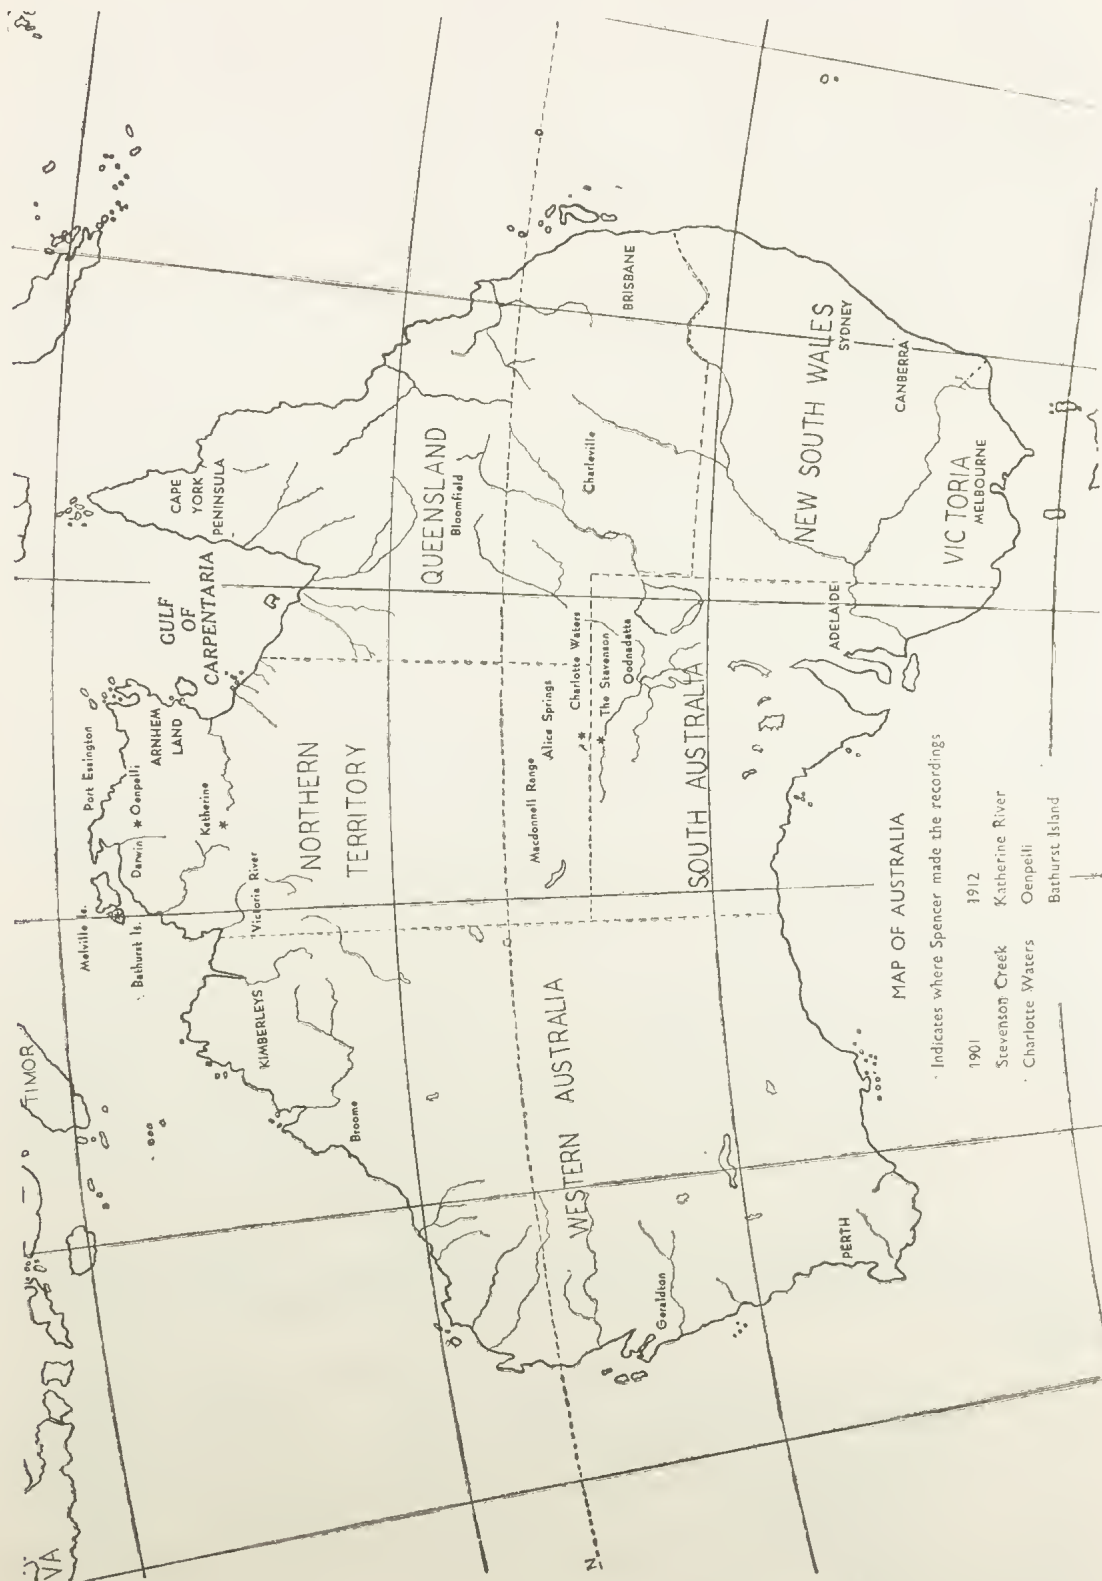 TIMOR
VA
Melville Is.
Bathurst Is.
Port Essington
Darwin * Oenpelli
ARNHEM
LAND
Katherine
*
Victoria River
KIMBERLEYS
Broome
GULF
OF
CARPENTARIA
CAPE
YORK
PENINSULA
NORTHERN
TERRITORY
QUEENSLAND
Bloomfield
Charleville
BRISBANE
Macdonnell Range
Alice Springs
Charlotte Waters
*
* The Stevenson
Oodnadatta
WESTERN AUSTRALIA
Geraldton
PERTH
SOUTH AUSTRALIA
ADELAIDE
NEW SOUTH WALLES
SYDNEY
CANBERRA
VICTORIA
MELBOURNE
N
MAP OF AUSTRALIA
· Indicates where Spencer made the recordings
1901 1912
Stevenson Creek Katherine River
· Charlotte Waters Oenpelli
Bathurst Island